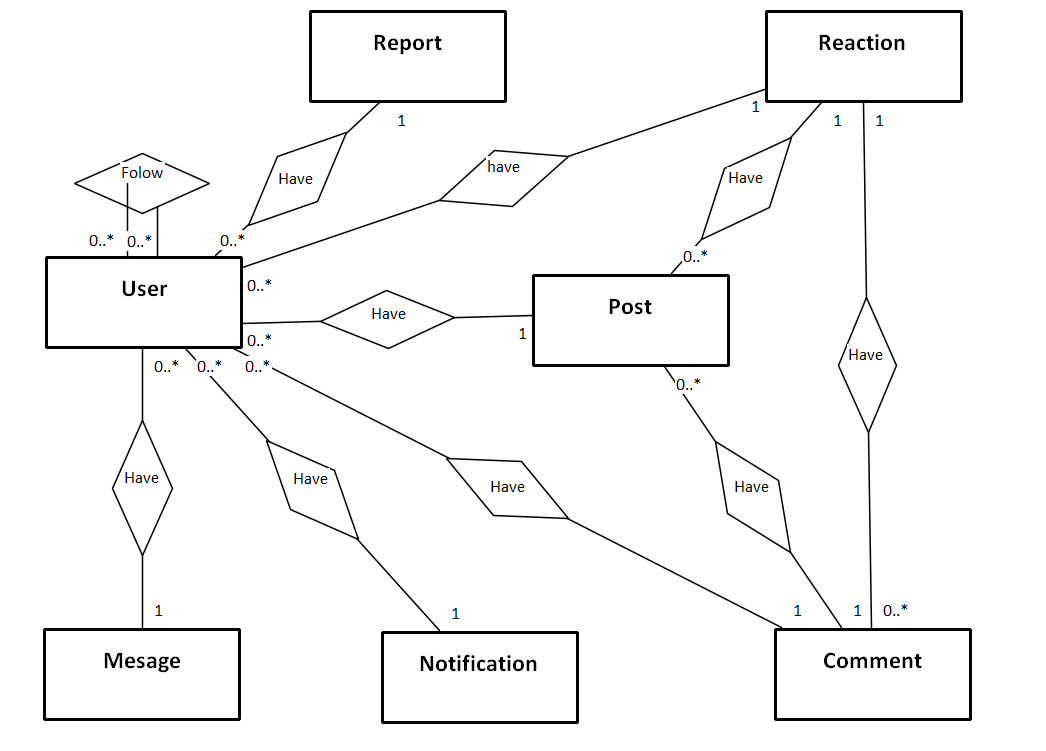 Report
Reaction
1
1
1
1
Folow
Have
have
Have
0..*
0..*
0..*
0..*
User
0..*
Post
Have
1
0..*
Have
0..*
0..*
0..*
0..*
Have
Have
Have
Have
1
1
1
1
0..*
Mesage
Notification
Comment